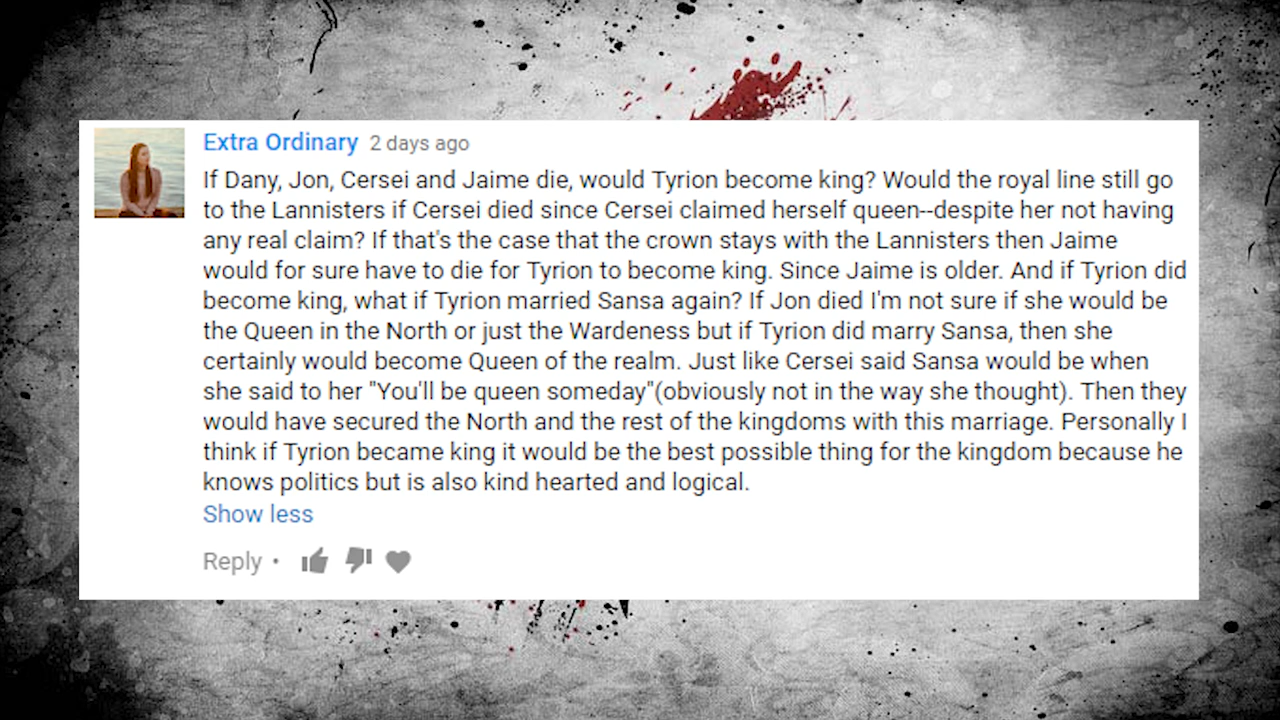 Extra Ordinary 2 days ago
If Dany, Jon, Cersei and Jaime die, would Tyrion become king? Would the royal line still go
to the Lannisters if Cersei died since Cersei claimed herself queen--despite her not having
any real claim? If that's the case that the crown stays with the Lannisters then Jaime
would for sure have to die for Tyrion to become king. Since Jaime is older. And if Tyrion did
become king, what if Tyrion married Sansa again? If Jon died I'm not sure if she would be
the Queen in the North or just the Wardeness but if Tyrion did marry Sansa, then she
certainly would become Queen of the realm. Just like Cersei said Sansa would be when
she said to her "You'll be queen someday"(obviously not in the way she thought). Then they
would have secured the North and the rest of the kingdoms with this marriage. Personally I
think if Tyrion became king it would be the best possible thing for the kingdom because he
knows politics but is also kind hearted and logical.
Show less
Reply •